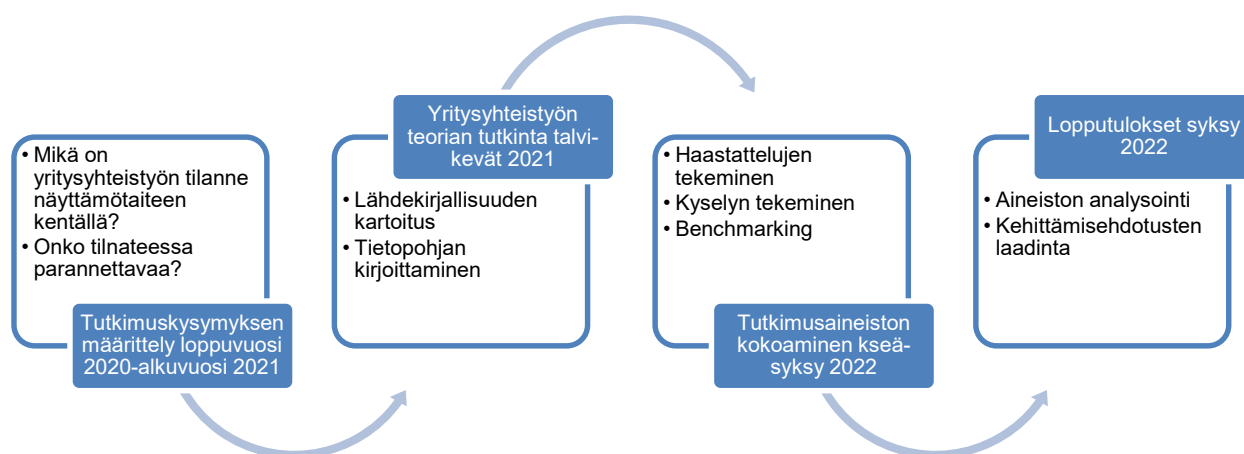 • Mikä on
yritysyhteistyön tilanne
näyttämötaiteen
kentällä?
• Onko tilnateessa
parannettavaa?
Tutkimuskysymyksen
määrittely loppuvuosi
2020-alkuvuosi 2021
Yritysyhteistyön
teorian tutkinta talvi-
kevät 2021
• Lähdekirjallisuuden
kartoitus
• Tietopohjan
kirjoittaminen
• Haastattelujen
tekeminen
• Kyselyn tekeminen
• Benchmarking
Tutkimusaineiston
kokoaminen kseä-
syksy 2022
Lopputulokset syksy
2022
• Aineiston analysointi
• Kehittämisehdotusten
laadinta